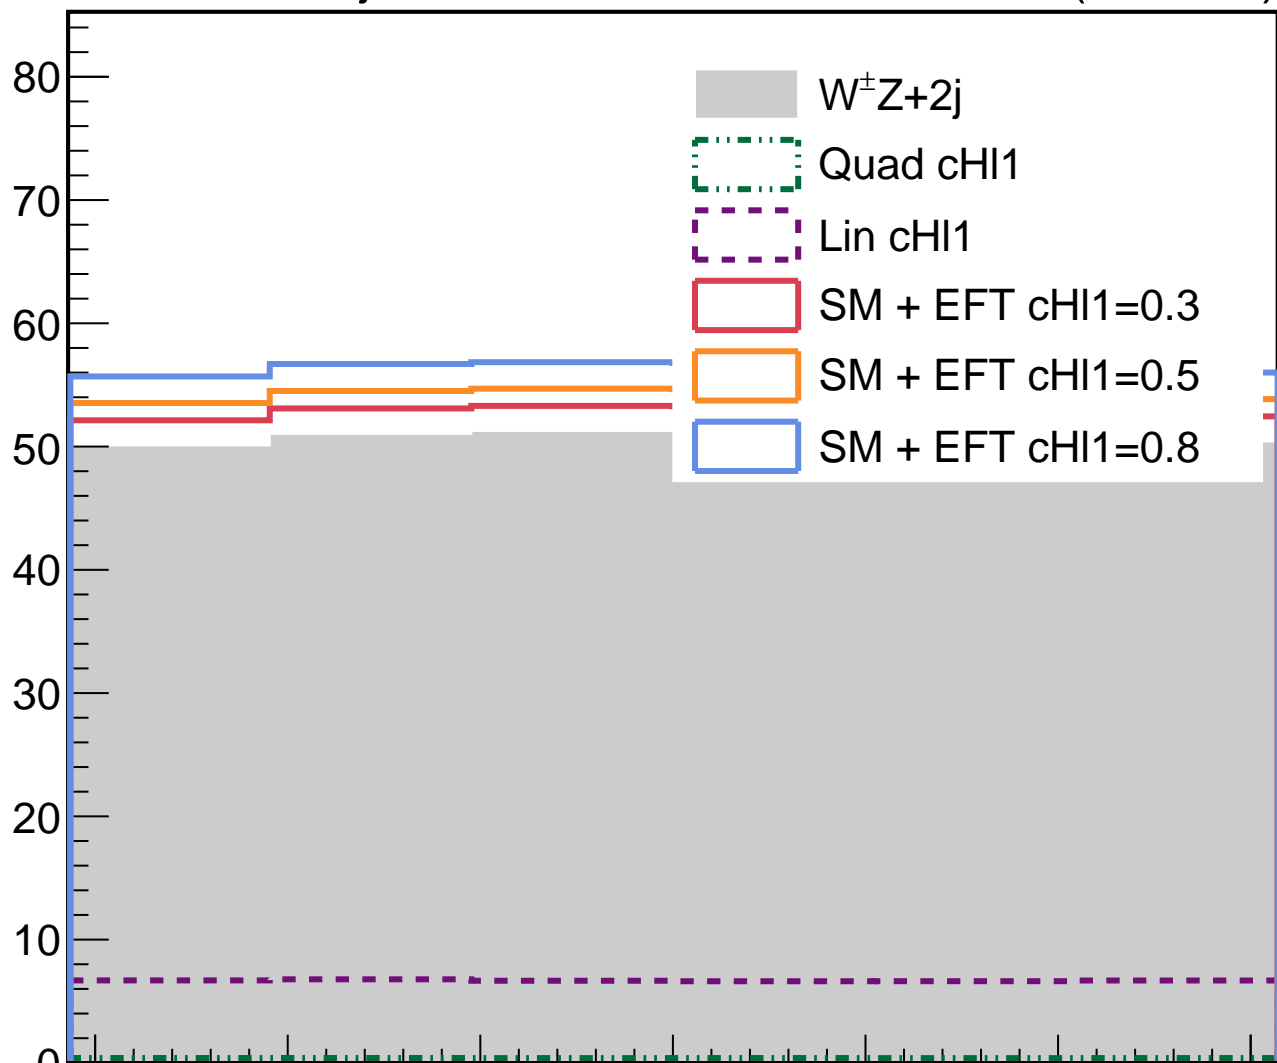 80
W±Z+2j
Quad cHl1
70
Lin cHl1
60
SM + EFT cHl1=0.3
SM + EFT cHl1=0.5
50
SM + EFT cHl1=0.8
40
30
20
10
0